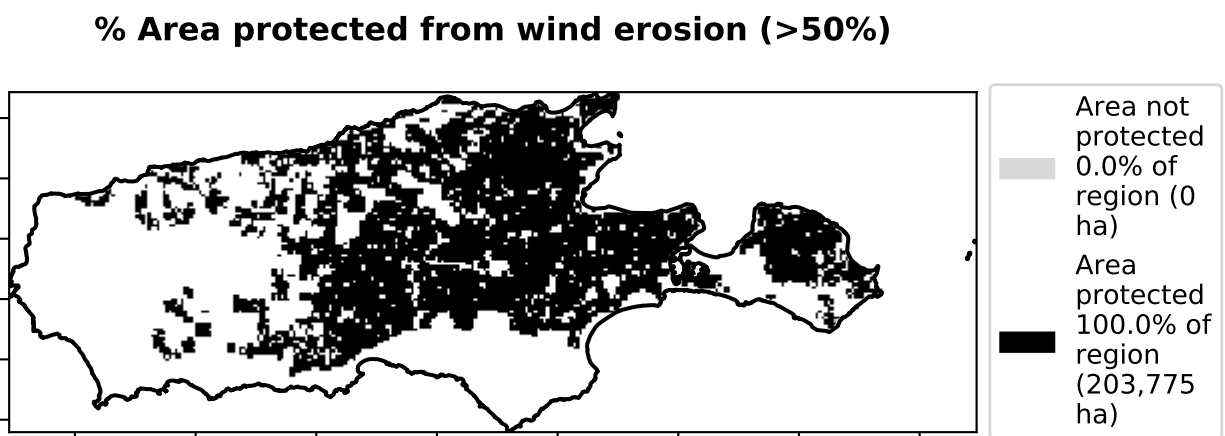 % Area protected from wind erosion (>50%)
Area not
protected
0.0% of
region (0
ha)
Area
protected
100.0% of
region
(203,775
ha)